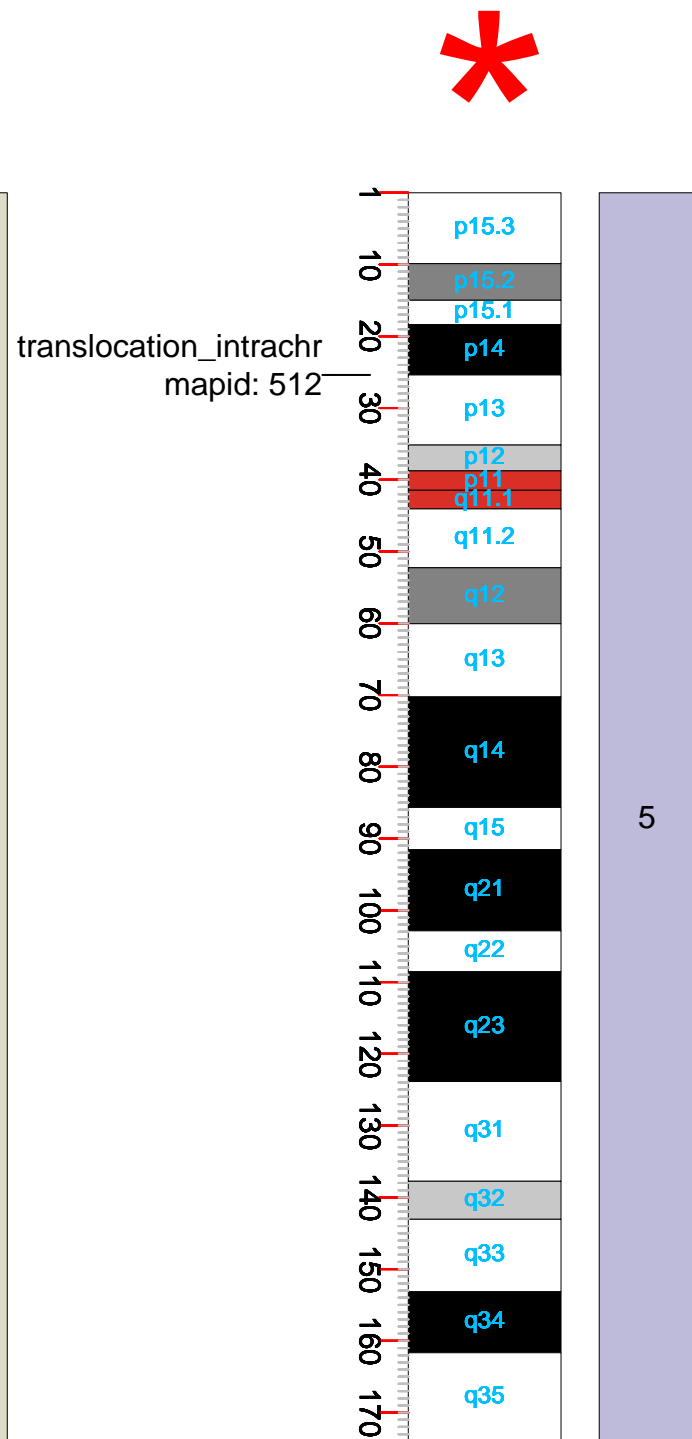 *
translocation_intrachr
mapid: 512
1
10
20
30
40
50
60
70
80
90
100
110
120
130
140
150
160
170
p15.3
p15.2
p15.1
p14
p13
p12
p11
q11.1
q11.2
q12
q13
q14
q15
q21
q22
q23
q31
q32
q33
q34
q35
5